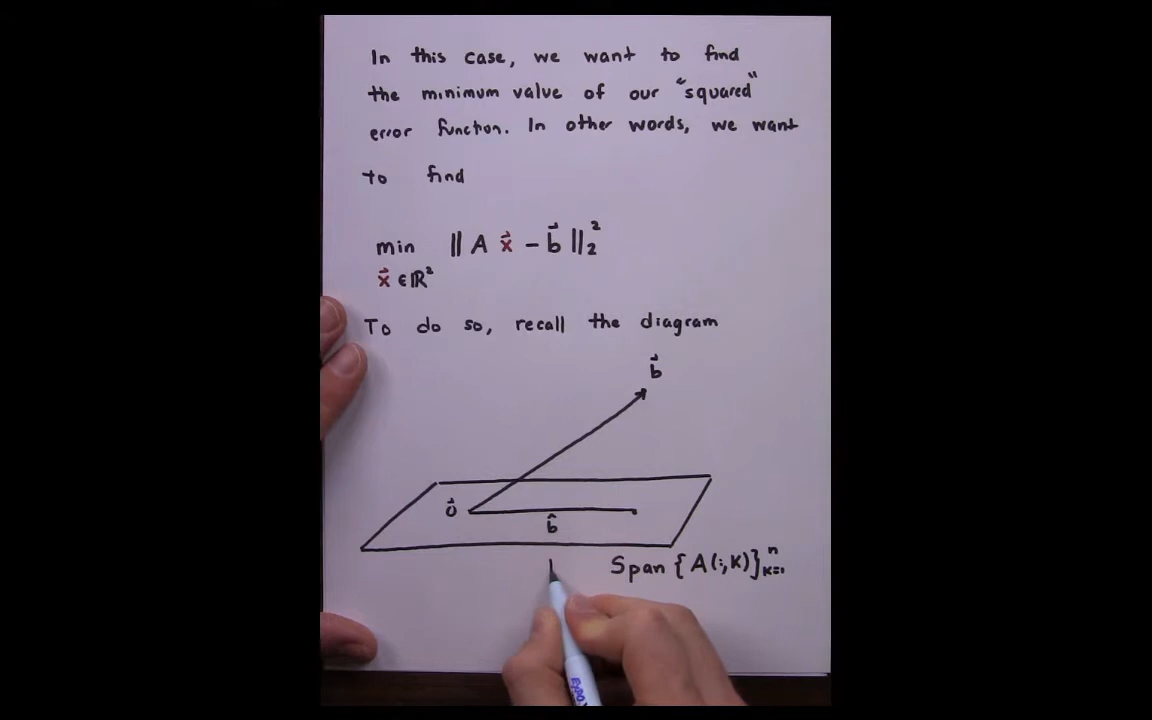 In this case, we want to find
the minimum value of our "squared"
error function. In other words, we want
to find
min ‖ A x⃗ - b⃗ ‖₂²
x⃗ ∈ ℝ²
To do so, recall the diagram
b⃗
0⃗
b̂
Span {A(:,K)}ⁿₖ₌₁